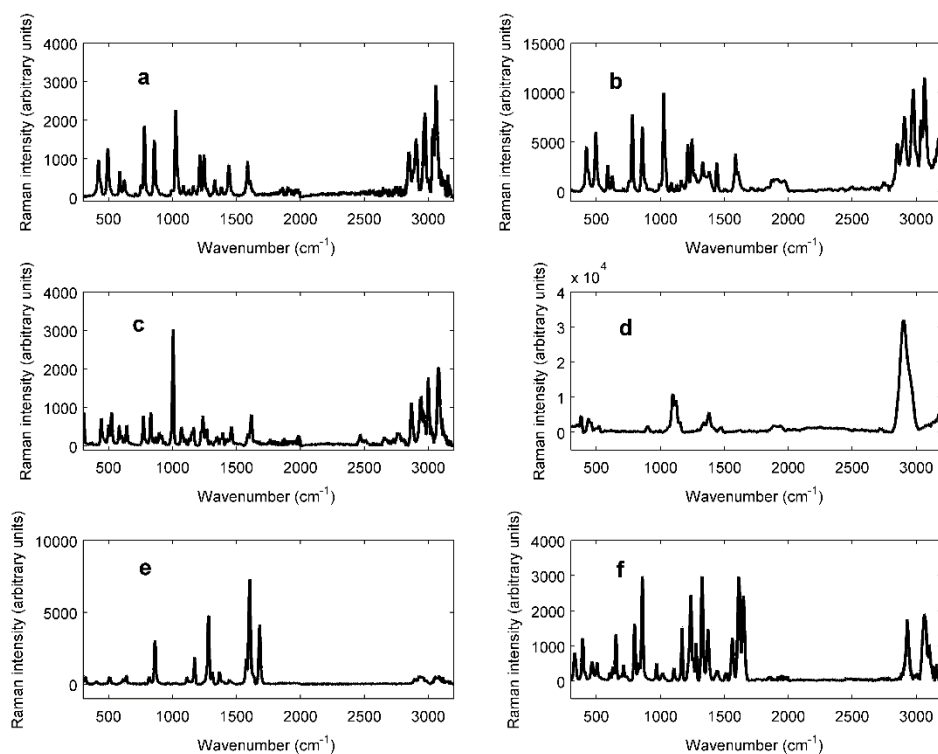 4000 3000 2000 1000 0
Raman intensity (arbitrary units)
a
500 1000 1500 2000 2500 3000
Wavenumber (cm⁻¹)
15000 10000 5000 0
Raman intensity (arbitrary units)
b
500 1000 1500 2000 2500 3000
Wavenumber (cm⁻¹)
4000 3000 2000 1000 0
Raman intensity (arbitrary units)
c
500 1000 1500 2000 2500 3000
Wavenumber (cm⁻¹)
x 10⁴
4 3 2 1 0
Raman intensity (arbitrary units)
d
500 1000 1500 2000 2500 3000
Wavenumber (cm⁻¹)
10000 5000 0
Raman intensity (arbitrary units)
e
500 1000 1500 2000 2500 3000
Wavenumber (cm⁻¹)
4000 3000 2000 1000 0
Raman intensity (arbitrary units)
f
500 1000 1500 2000 2500 3000
Wavenumber (cm⁻¹)